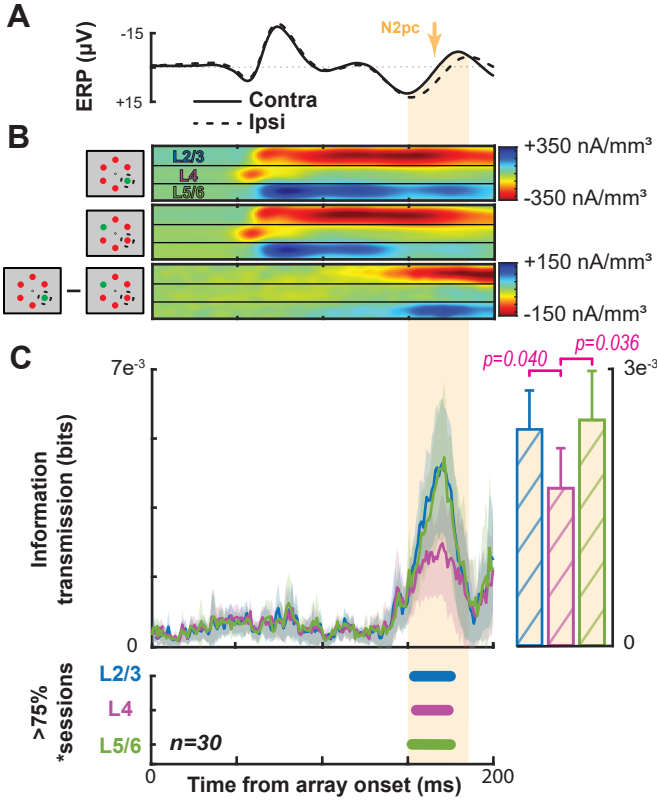 A
ERP (μV)
-15
+15
N2pc
Contra
Ipsi
B
L2/3
L4
L5/6
+350 nA/mm³
-350 nA/mm³
+150 nA/mm³
-150 nA/mm³
C
Information
transmission (bits)
7e⁻³
0
p=0.040
p=0.036
3e⁻³
0
>75%
*sessions
L2/3
L4
L5/6
n=30
0
Time from array onset (ms)
200